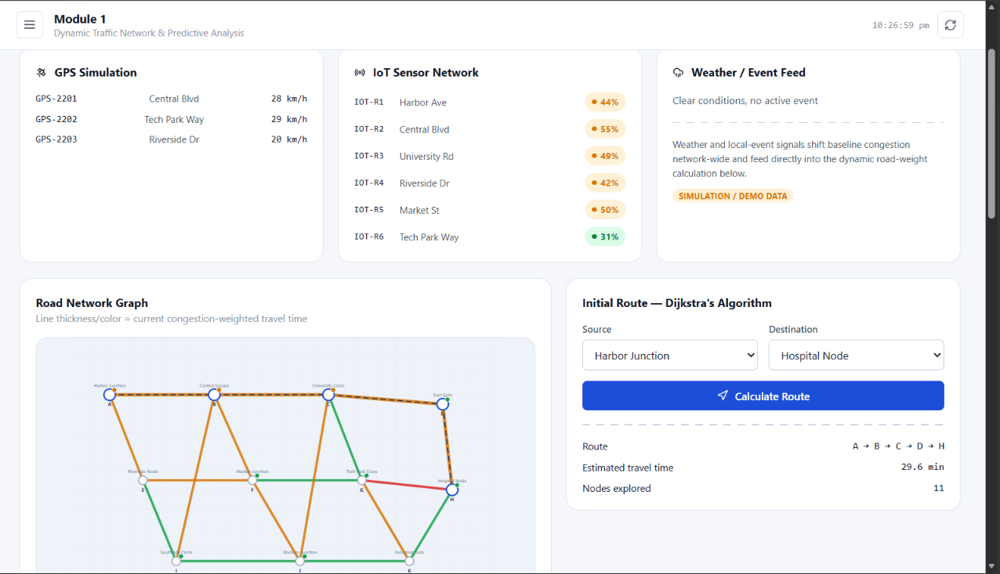 Module 1
Dynamic Traffic Network & Predictive Analysis
10:26:59 pm
GPS Simulation
GPS-2201 Central Blvd 28 km/h
GPS-2202 Tech Park Way 29 km/h
GPS-2203 Riverside Dr 20 km/h
IoT Sensor Network
IOT-R1 Harbor Ave 44%
IOT-R2 Central Blvd 55%
IOT-R3 University Rd 49%
IOT-R4 Riverside Dr 42%
IOT-R5 Market St 50%
IOT-R6 Tech Park Way 31%
Weather / Event Feed
Clear conditions, no active event
Weather and local-event signals shift baseline congestion
network-wide and feed directly into the dynamic road-weight
calculation below.
SIMULATION / DEMO DATA
Road Network Graph
Line thickness/color = current congestion-weighted travel time
Harbor Junction
A
Central Square
B
University Cross
C
East Gate
D
Riverside Node
E
Market Junction
F
Tech Park Cross
G
Hospital Node
H
Circle
I
Stadium Junction
J
K
Initial Route — Dijkstra's Algorithm
Source
Harbor Junction
Destination
Hospital Node
Calculate Route
Route A → B → C → D → H
Estimated travel time 29.6 min
Nodes explored 11